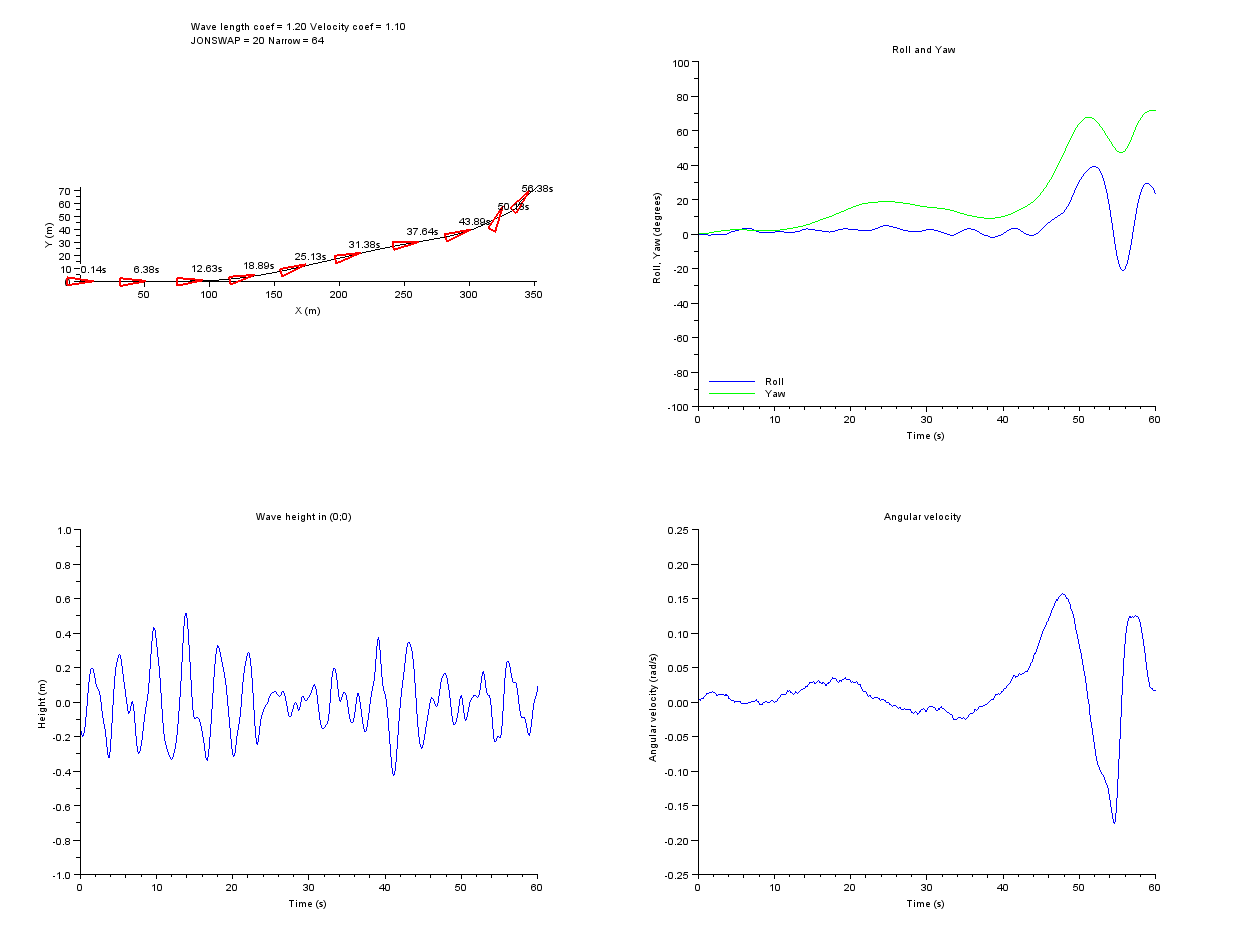 Wave length coef = 1.20 Velocity coef = 1.10
JONSWAP = 20 Narrow = 64
70
60
50
40
30
20
10
0
Y (m)
0.14s
6.38s
12.63s
18.89s
25.13s
31.38s
37.64s
43.89s
50.13s
56.38s
50 100 150 200 250 300 350
X (m)
Roll and Yaw
100
80
60
40
20
0
-20
-40
-60
-80
-100
Roll, Yaw (degrees)
Roll
Yaw
0 10 20 30 40 50 60
Time (s)
Wave height in (0;0)
1.0
0.8
0.6
0.4
0.2
0.0
-0.2
-0.4
-0.6
-0.8
-1.0
Height (m)
0 10 20 30 40 50 60
Time (s)
Angular velocity
0.25
0.20
0.15
0.10
0.05
0.00
-0.05
-0.10
-0.15
-0.20
-0.25
Angular velocity (rad/s)
0 10 20 30 40 50 60
Time (s)